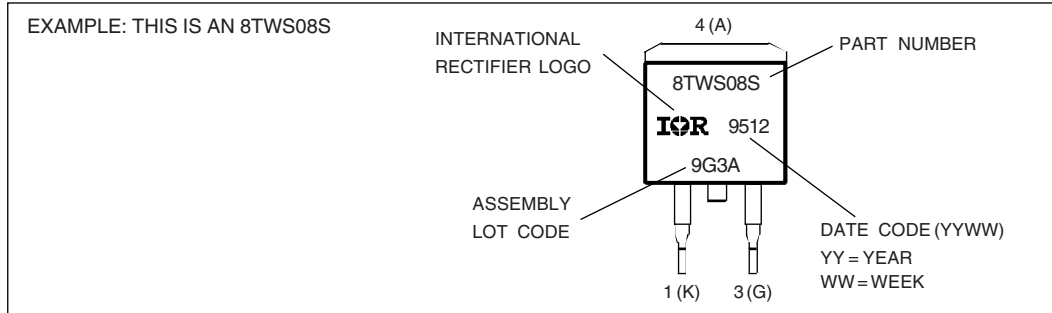 EXAMPLE: THIS IS AN 8TWS08S
4 (A)
INTERNATIONAL
RECTIFIER LOGO
PART NUMBER
8TWS08S
IOR 9512
9G3A
ASSEMBLY
LOT CODE
DATE CODE (YYWW)
YY = YEAR
WW = WEEK
1 (K) 3 (G)